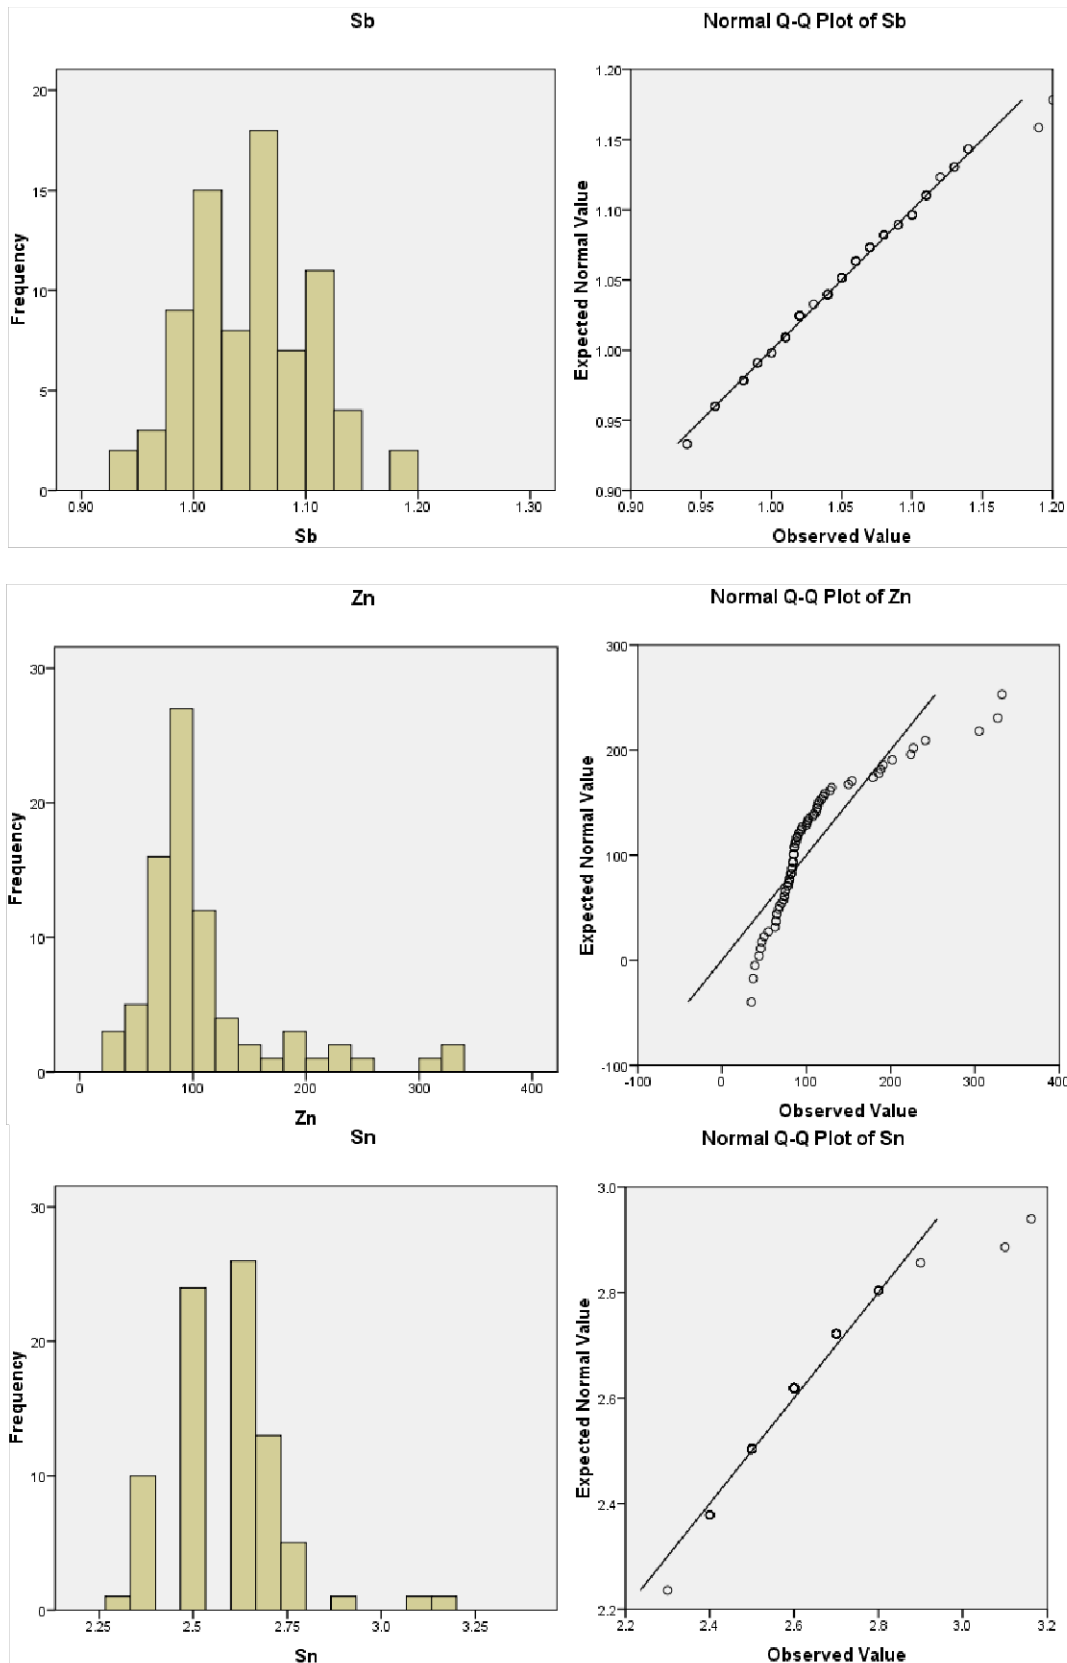 Sb
Normal Q-Q Plot of Sb
20
15
10
5
0
Frequency
0.90 1.00 1.10 1.20 1.30
Sb
1.20
1.15
1.10
1.05
1.00
0.95
0.90
Expected Normal Value
0.90 0.95 1.00 1.05 1.10 1.15 1.20
Observed Value
Zn
Normal Q-Q Plot of Zn
30
20
10
0
Frequency
0 100 200 300 400
Zn
300
200
100
0
-100
Expected Normal Value
-100 0 100 200 300 400
Observed Value
Sn
Normal Q-Q Plot of Sn
30
20
10
0
Frequency
2.25 2.5 2.75 3.0 3.25
Sn
3.0
2.8
2.6
2.4
2.2
Expected Normal Value
2.2 2.4 2.6 2.8 3.0 3.2
Observed Value